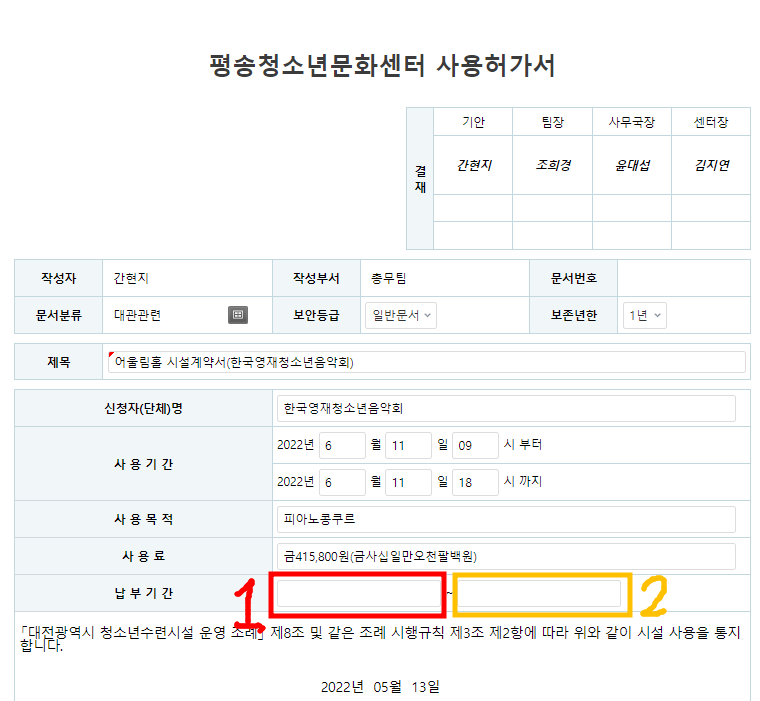 평송청소년문화센터 사용허가서
결재
기안 팀장 사무국장 센터장
간현지 조희경 윤대섭 김지연
작성자 간현지 작성부서 총무팀 문서번호
문서분류 대관관련 보안등급 일반문서 보존년한 1년
제목 어울림홀 시설계약서(한국영재청소년음악회)
신청자(단체)명 한국영재청소년음악회
사 용 기 간
2022년 6 월 11 일 09 시 부터
2022년 6 월 11 일 18 시 까지
사 용 목 적 피아노콩쿠르
사 용 료 금415,800원(금사십일만오천팔백원)
납 부 기 간 1 ~ 2
「대전광역시 청소년수련시설 운영 조례」 제8조 및 같은 조례 시행규칙 제3조 제2항에 따라 위와 같이 시설 사용을 통지
합니다.
2022년 05월 13일